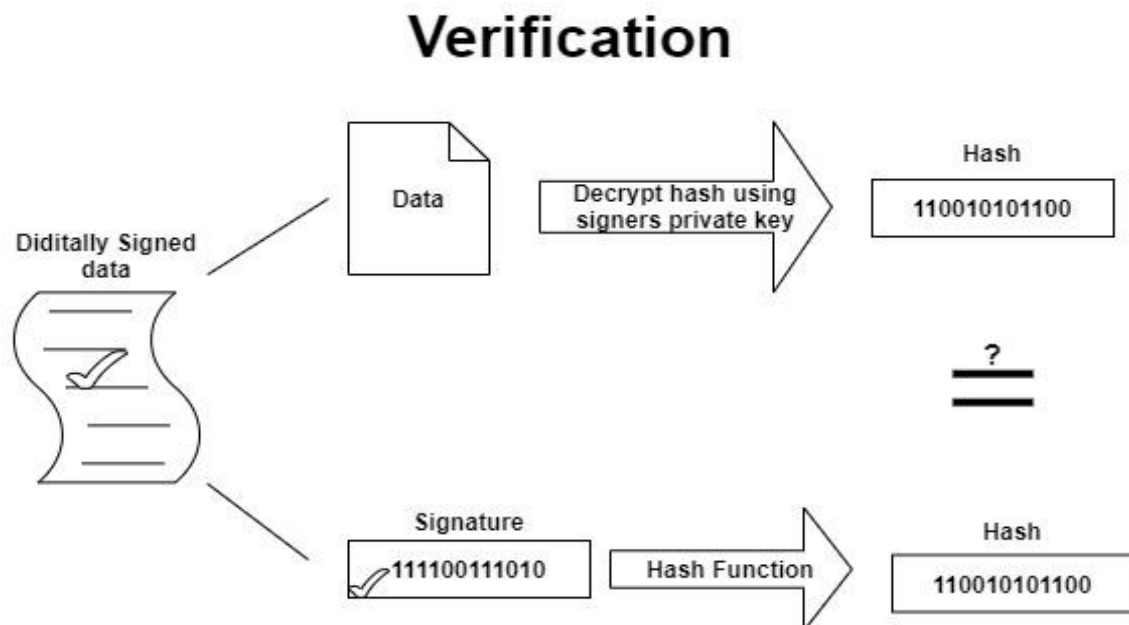 Verification
Diditally Signed
data
Data
Decrypt hash using
signers private key
Hash
110010101100
?
Signature
111100111010
Hash Function
Hash
110010101100